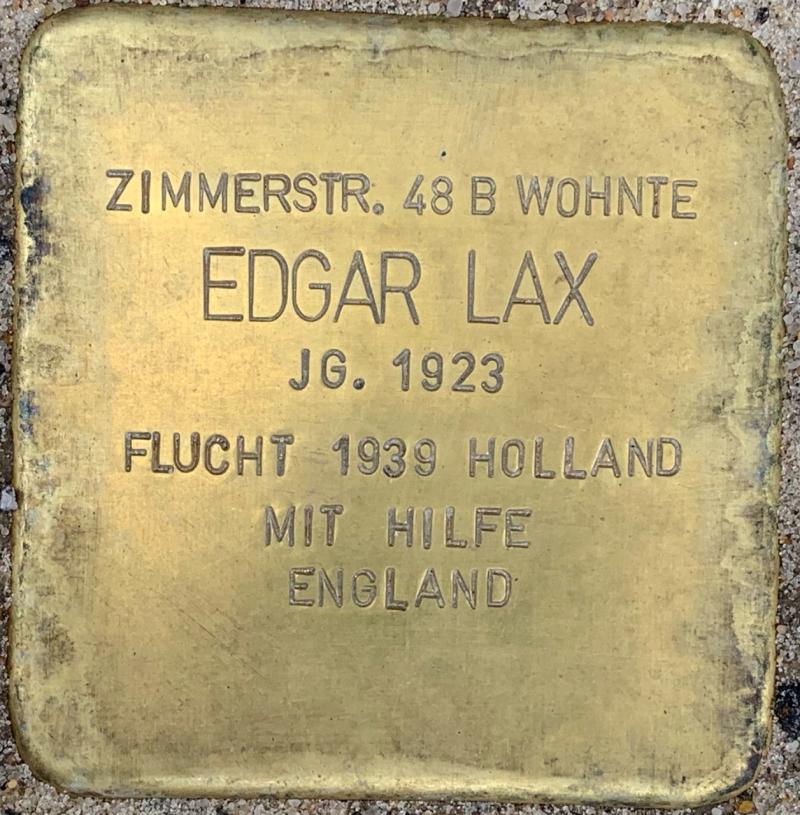 ZIMMERSTR. 48 B WOHNTE
EDGAR LAX
JG. 1923
FLUCHT 1939 HOLLAND
MIT HILFE
ENGLAND